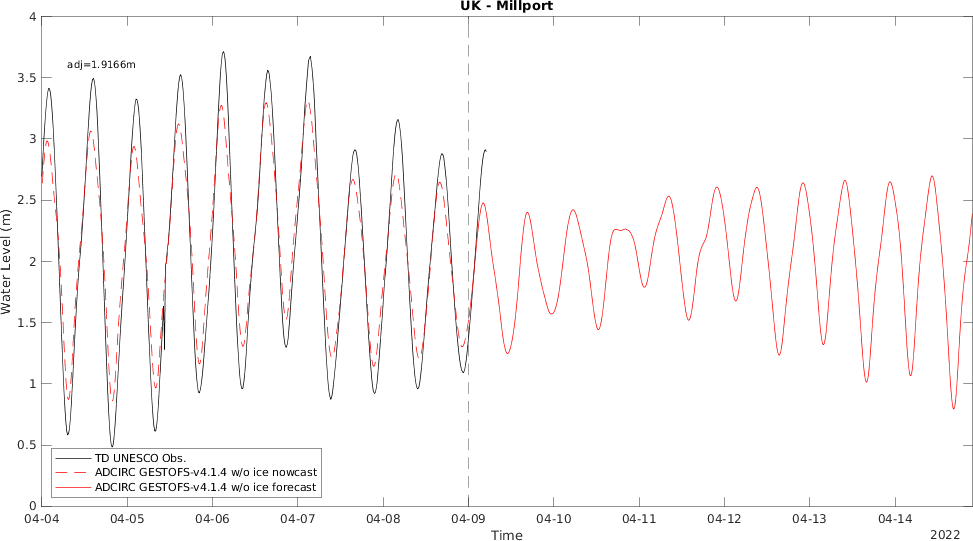 UK - Millport
4
3.5
3
2.5
2
1.5
1
0.5
0
Water Level (m)
adj=1.9166m
TD UNESCO Obs.
ADCIRC GESTOFS-v4.1.4 w/o ice nowcast
ADCIRC GESTOFS-v4.1.4 w/o ice forecast
04-04 04-05 04-06 04-07 04-08 04-09 04-10 04-11 04-12 04-13 04-14
Time
2022